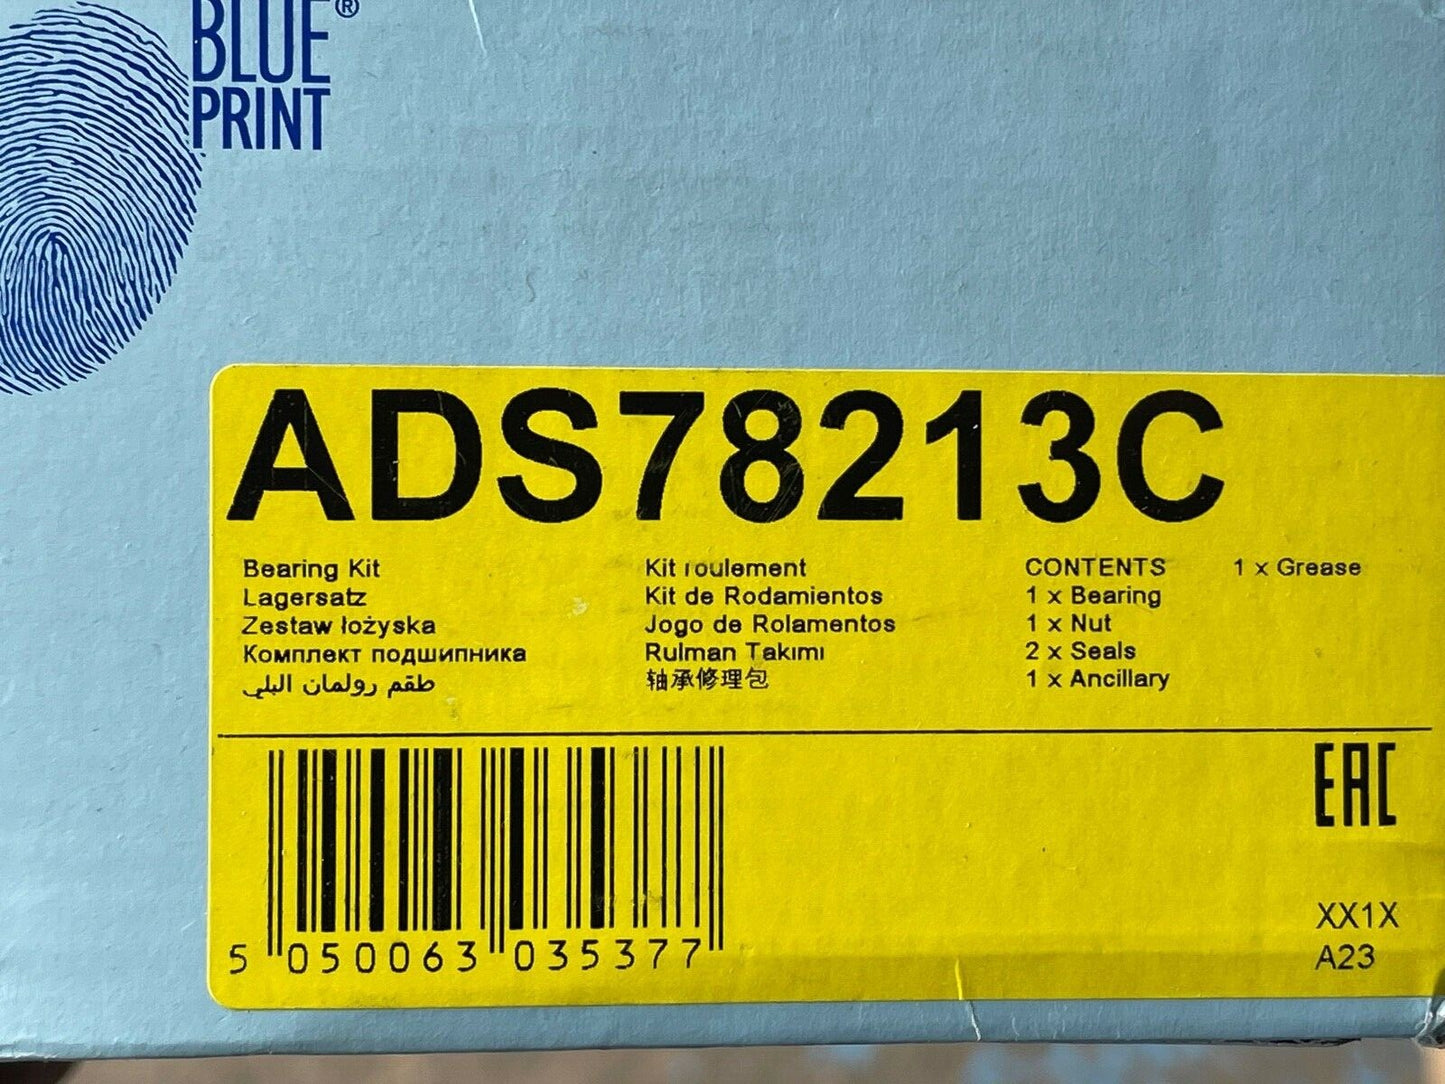 BLUE®
PRINT
ADS78213C
Bearing Kit
Lagersatz
Zestaw łożyska
Комплект подшипника
طقم رولمان البلي
Kit roulement
Kit de Rodamientos
Jogo de Rolamentos
Rulman Takımı
轴承修理包
CONTENTS
1 x Bearing
1 x Nut
2 x Seals
1 x Ancillary
1 x Grease
5 050063 035377
EAC
XX1X
A23